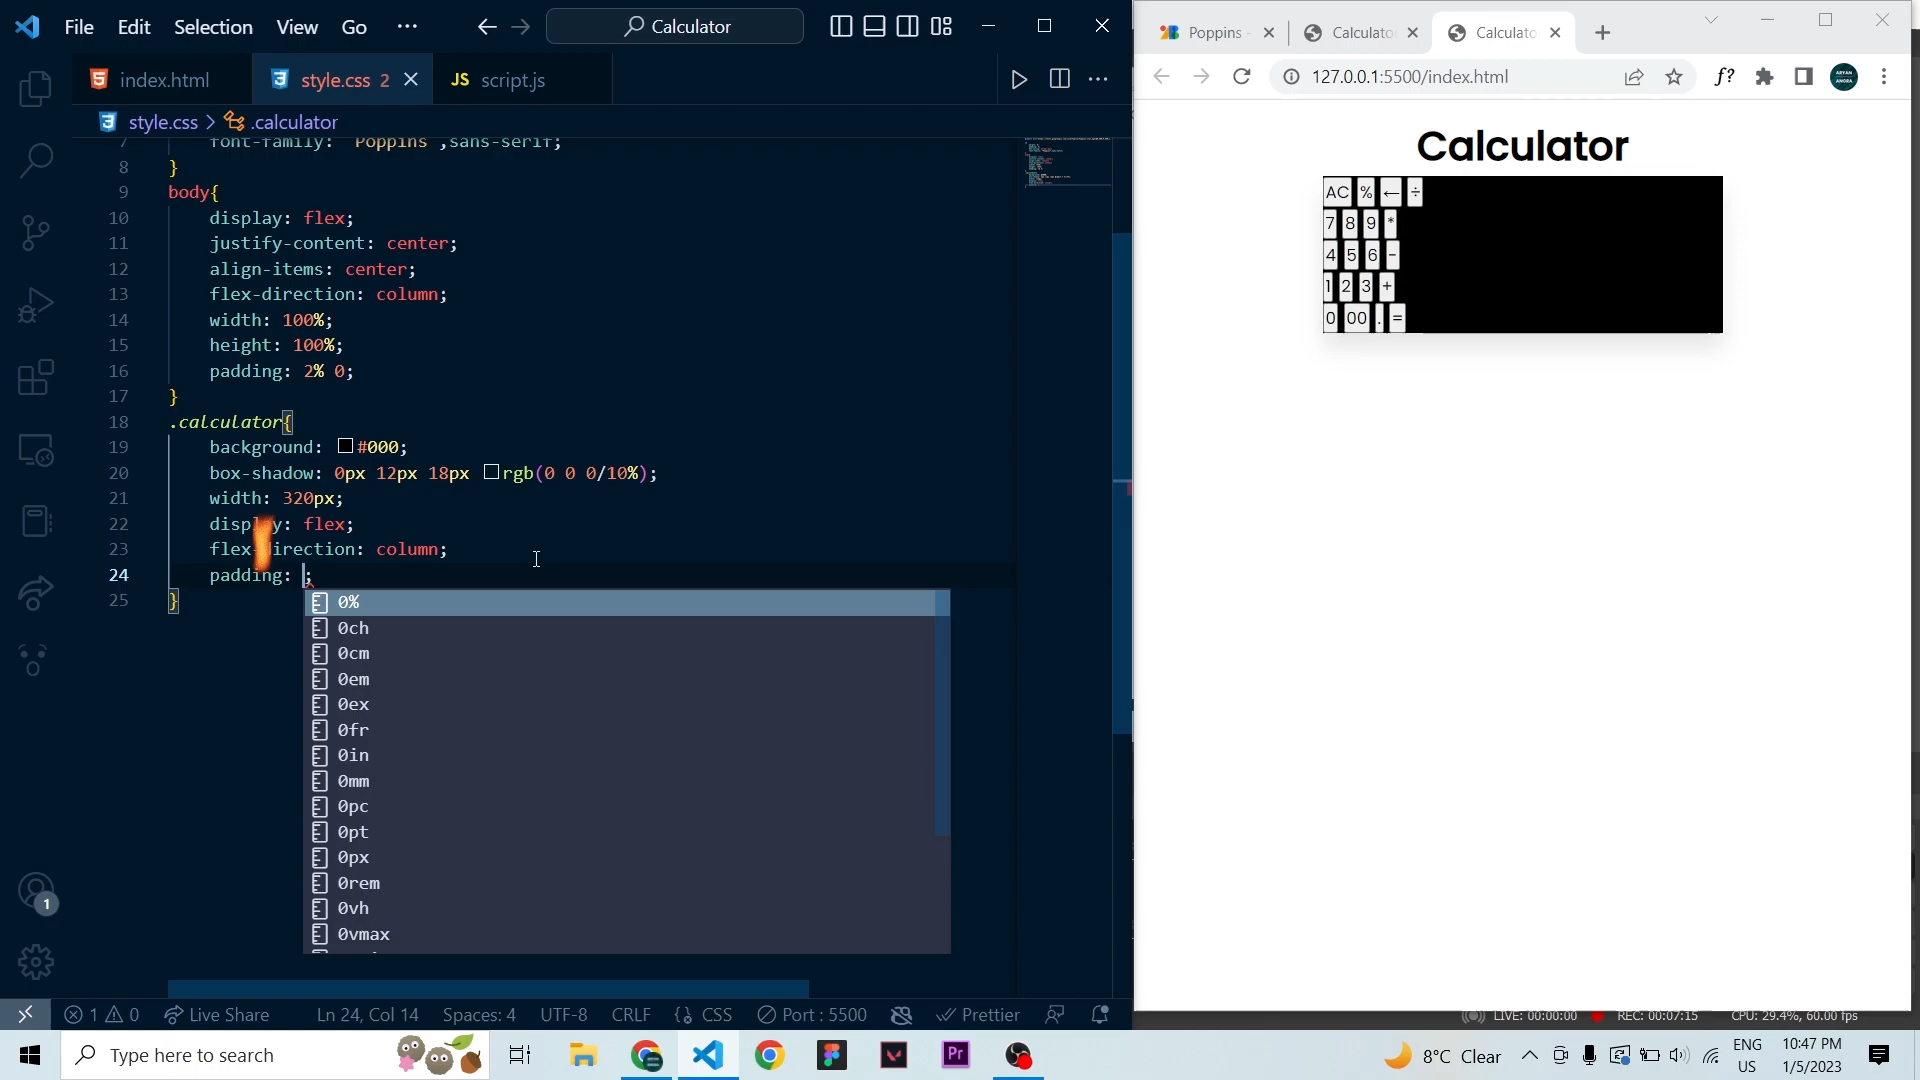 File Edit Selection View Go ··· Calculator
index.html style.css 2 JS script.js
style.css > .calculator
7 font-family: 'Poppins',sans-serif;
8 }
9 body{
10 display: flex;
11 justify-content: center;
12 align-items: center;
13 flex-direction: column;
14 width: 100%;
15 height: 100%;
16 padding: 2% 0;
17 }
18 .calculator{
19 background: #000;
20 box-shadow: 0px 12px 18px rgb(0 0 0/10%);
21 width: 320px;
22 display: flex;
23 flex-direction: column;
24 padding: ;
25 }
0%
0ch
0cm
0em
0ex
0fr
0in
0mm
0pc
0pt
0px
0rem
0vh
0vmax
1
1 0 Live Share Ln 24, Col 14 Spaces: 4 UTF-8 CRLF {} CSS Port : 5500 Prettier
Poppins - Calculato Calculato
127.0.0.1:5500/index.html f?
Calculator
AC % ← ÷
7 8 9 *
4 5 6 -
1 2 3 +
0 00 . =
LIVE: 00:00:00 REC: 00:07:15 CPU: 29.4%, 60.00 fps
Type here to search
Pr
8°C Clear
ENG
US
10:47 PM
1/5/2023